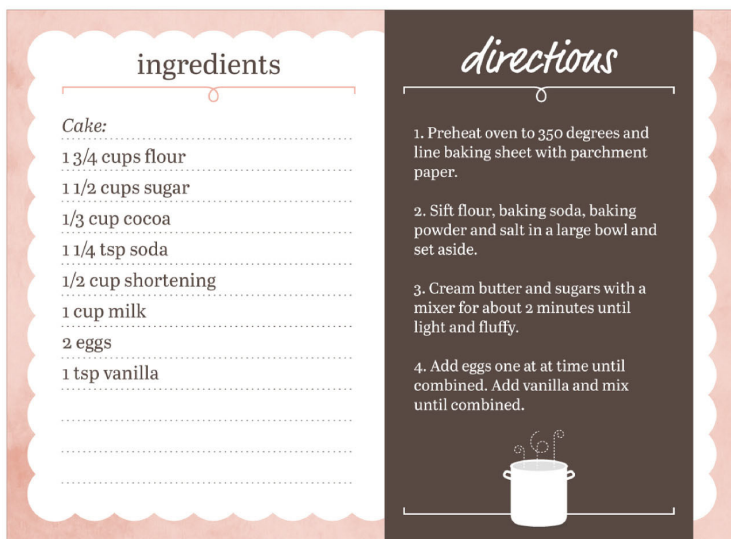 ingredients
Cake:
1 3/4 cups flour
1 1/2 cups sugar
1/3 cup cocoa
1 1/4 tsp soda
1/2 cup shortening
1 cup milk
2 eggs
1 tsp vanilla
directions
1. Preheat oven to 350 degrees and
line baking sheet with parchment
paper.
2. Sift flour, baking soda, baking
powder and salt in a large bowl and
set aside.
3. Cream butter and sugars with a
mixer for about 2 minutes until
light and fluffy.
4. Add eggs one at at time until
combined. Add vanilla and mix
until combined.